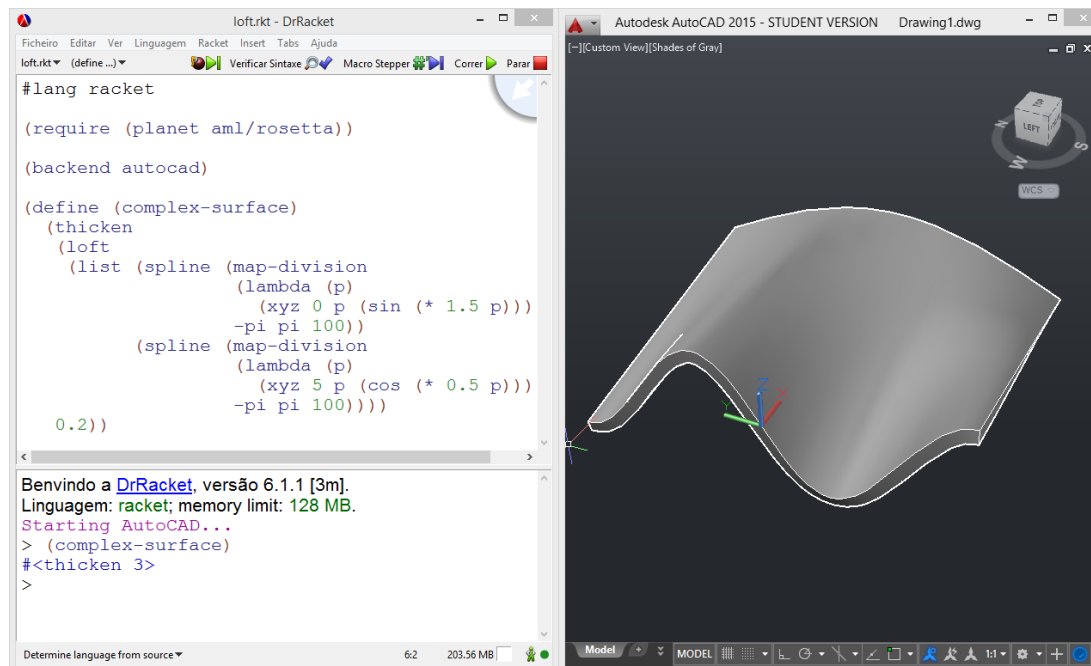 loft.rkt - DrRacket
Ficheiro Editar Ver Linguagem Racket Insert Tabs Ajuda
loft.rkt (define ...) Verificar Sintaxe Macro Stepper Correr Parar
#lang racket
(require (planet aml/rosetta))
(backend autocad)
(define (complex-surface)
  (thicken
   (loft
    (list (spline (map-division
                   (lambda (p)
                     (xyz 0 p (sin (* 1.5 p)))
                   -pi pi 100))
          (spline (map-division
                   (lambda (p)
                     (xyz 5 p (cos (* 0.5 p)))
                   -pi pi 100))))
   0.2))
Benvindo a DrRacket, versão 6.1.1 [3m].
Linguagem: racket; memory limit: 128 MB.
Starting AutoCAD...
> (complex-surface)
#<thicken 3>
>
Determine language from source 6:2 203.56 MB
Autodesk AutoCAD 2015 - STUDENT VERSION Drawing1.dwg
[−][Custom View][Shades of Gray]
LEFT
N
S
W
WCS
Z
X
Y
Model + MODEL 1:1